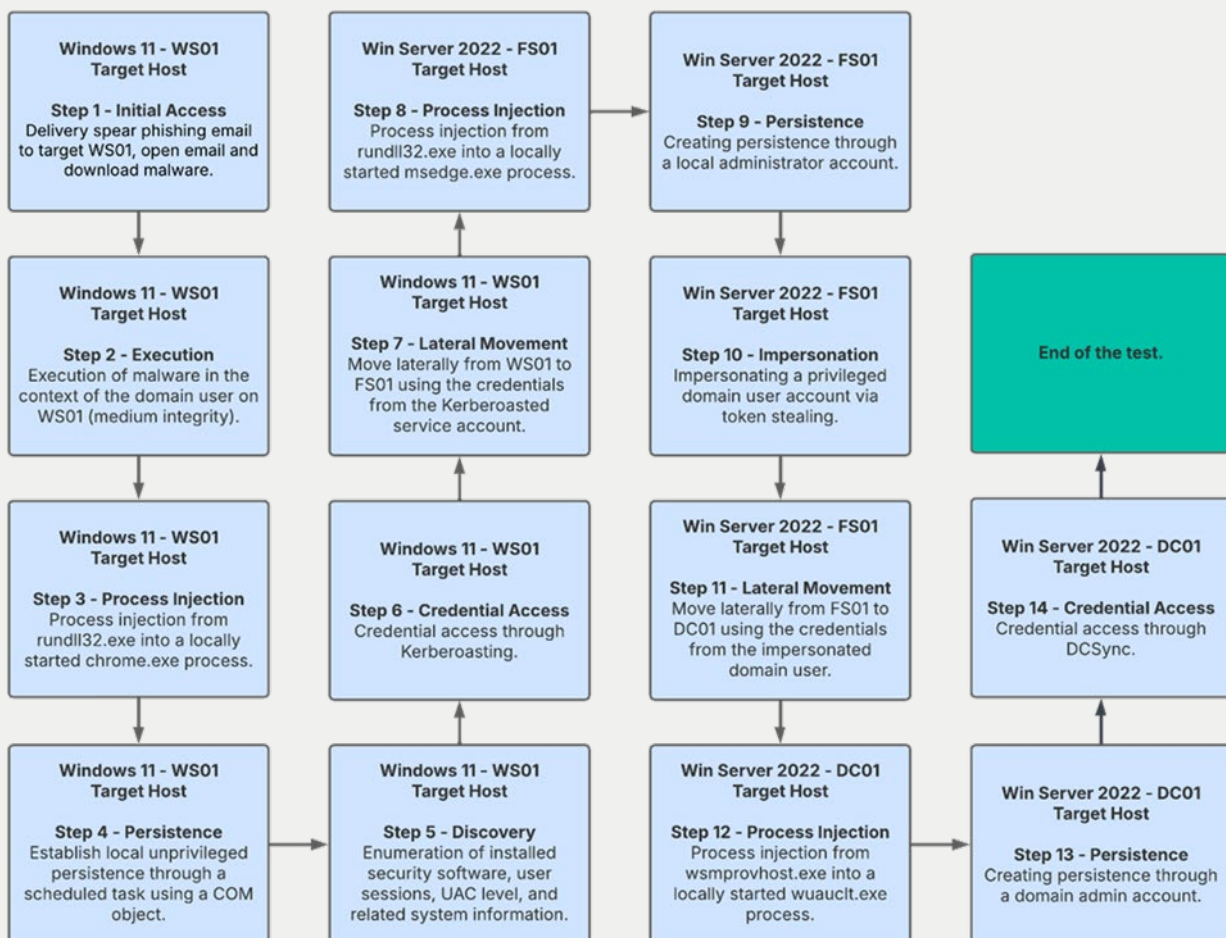 Windows 11 - WS01
Target Host
Step 1 - Initial Access
Delivery spear phishing email
to target WS01, open email and
download malware.
Windows 11 - WS01
Target Host
Step 2 - Execution
Execution of malware in the
context of the domain user on
WS01 (medium integrity).
Windows 11 - WS01
Target Host
Step 3 - Process Injection
Process injection from
rundll32.exe into a locally
started chrome.exe process.
Windows 11 - WS01
Target Host
Step 4 - Persistence
Establish local unprivileged
persistence through a
scheduled task using a COM
object.
Windows 11 - WS01
Target Host
Step 5 - Discovery
Enumeration of installed
security software, user
sessions, UAC level, and
related system information.
Windows 11 - WS01
Target Host
Step 6 - Credential Access
Credential access through
Kerberoasting.
Windows 11 - WS01
Target Host
Step 7 - Lateral Movement
Move laterally from WS01 to
FS01 using the credentials
from the Kerberoasted
service account.
Win Server 2022 - FS01
Target Host
Step 8 - Process Injection
Process injection from
rundll32.exe into a locally
started msedge.exe process.
Win Server 2022 - FS01
Target Host
Step 9 - Persistence
Creating persistence through
a local administrator account.
Win Server 2022 - FS01
Target Host
Step 10 - Impersonation
Impersonating a privileged
domain user account via
token stealing.
Win Server 2022 - FS01
Target Host
Step 11 - Lateral Movement
Move laterally from FS01 to
DC01 using the credentials
from the impersonated
domain user.
Win Server 2022 - DC01
Target Host
Step 12 - Process Injection
Process injection from
wsmprovhost.exe into a
locally started wuauclt.exe
process.
Win Server 2022 - DC01
Target Host
Step 13 - Persistence
Creating persistence through
a domain admin account.
Win Server 2022 - DC01
Target Host
Step 14 - Credential Access
Credential access through
DCSync.
End of the test.